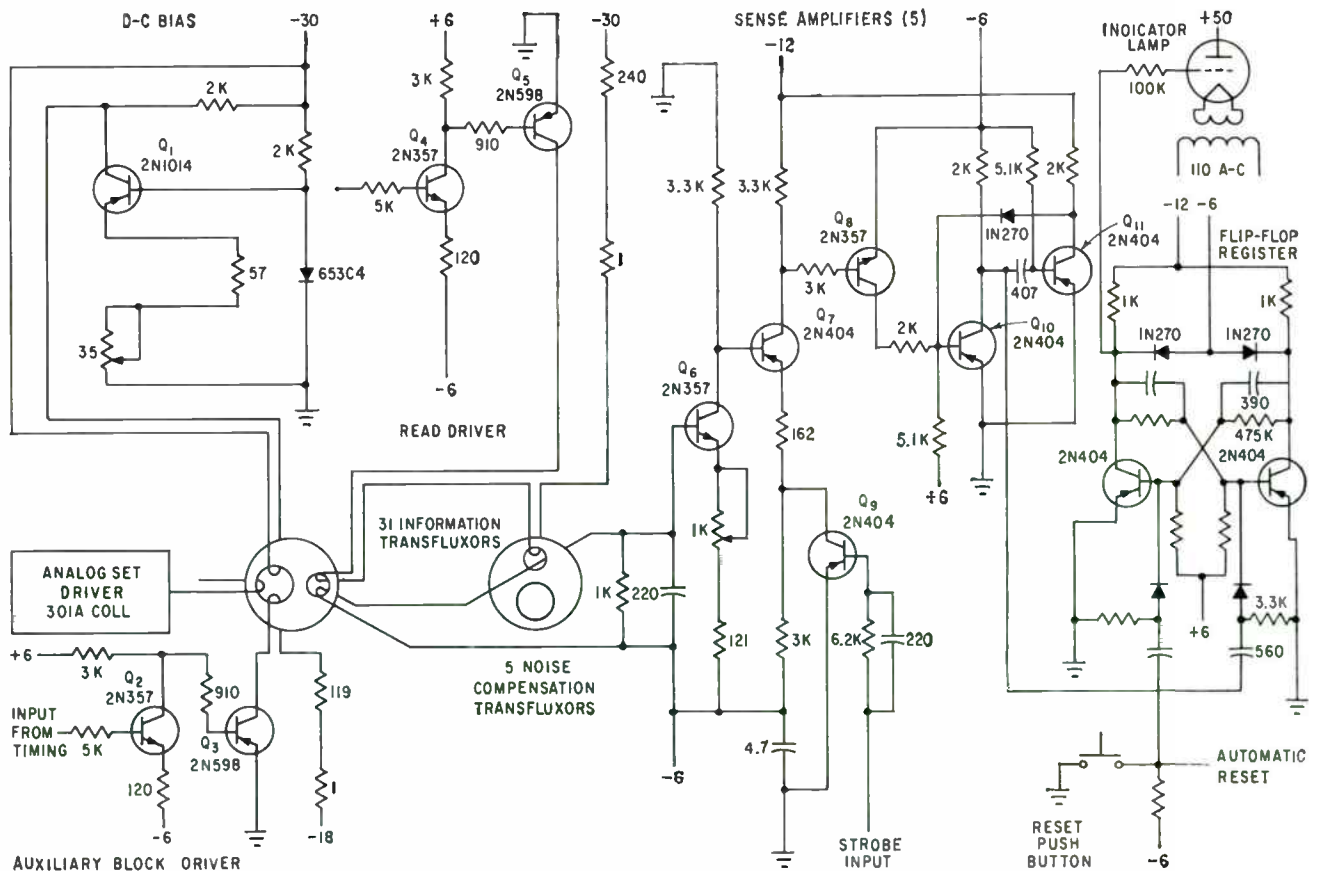 D-C BIAS
-30
2K
2K
Q1
2N1014
57
653C4
35
+6
3K
Q5
2N598
910
Q4
2N357
5K
120
-6
READ DRIVER
-30
240
1
SENSE AMPLIFIERS (5)
-12
-6
3.3K
3.3K
Q8
2N357
3K
2K
5.1K
2K
1N270
Q11
2N404
407
Q7
2N404
2K
Q10
2N404
Q6
2N357
162
5.1K
+6
Q9
2N404
1K
1K
220
121
3K
6.2K
220
4.7
-6
STROBE
INPUT
INDICATOR
LAMP
+50
100K
110 A-C
-12
-6
FLIP-FLOP
REGISTER
1K
1K
1N270
1N270
390
475K
2N404
2N404
+6
3.3K
560
AUTOMATIC
RESET
RESET
PUSH
BUTTON
-6
31 INFORMATION
TRANSFLUXORS
5 NOISE
COMPENSATION
TRANSFLUXORS
ANALOG SET
DRIVER
301A COLL
+6
3K
Q2
2N357
910
119
INPUT
FROM
TIMING
5K
Q3
2N598
120
1
-6
-18
AUXILIARY BLOCK DRIVER